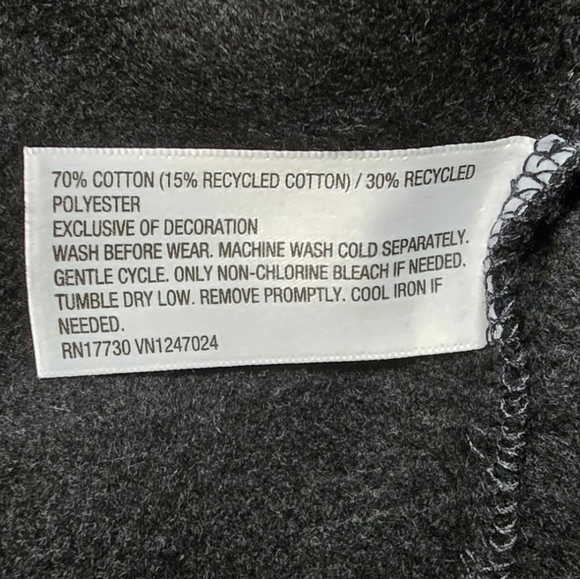 70% COTTON (15% RECYCLED COTTON) / 30% RECYCLED
POLYESTER
EXCLUSIVE OF DECORATION
WASH BEFORE WEAR. MACHINE WASH COLD SEPARATELY.
GENTLE CYCLE. ONLY NON-CHLORINE BLEACH IF NEEDED.
TUMBLE DRY LOW. REMOVE PROMPTLY. COOL IRON IF
NEEDED.
RN17730 VN1247024